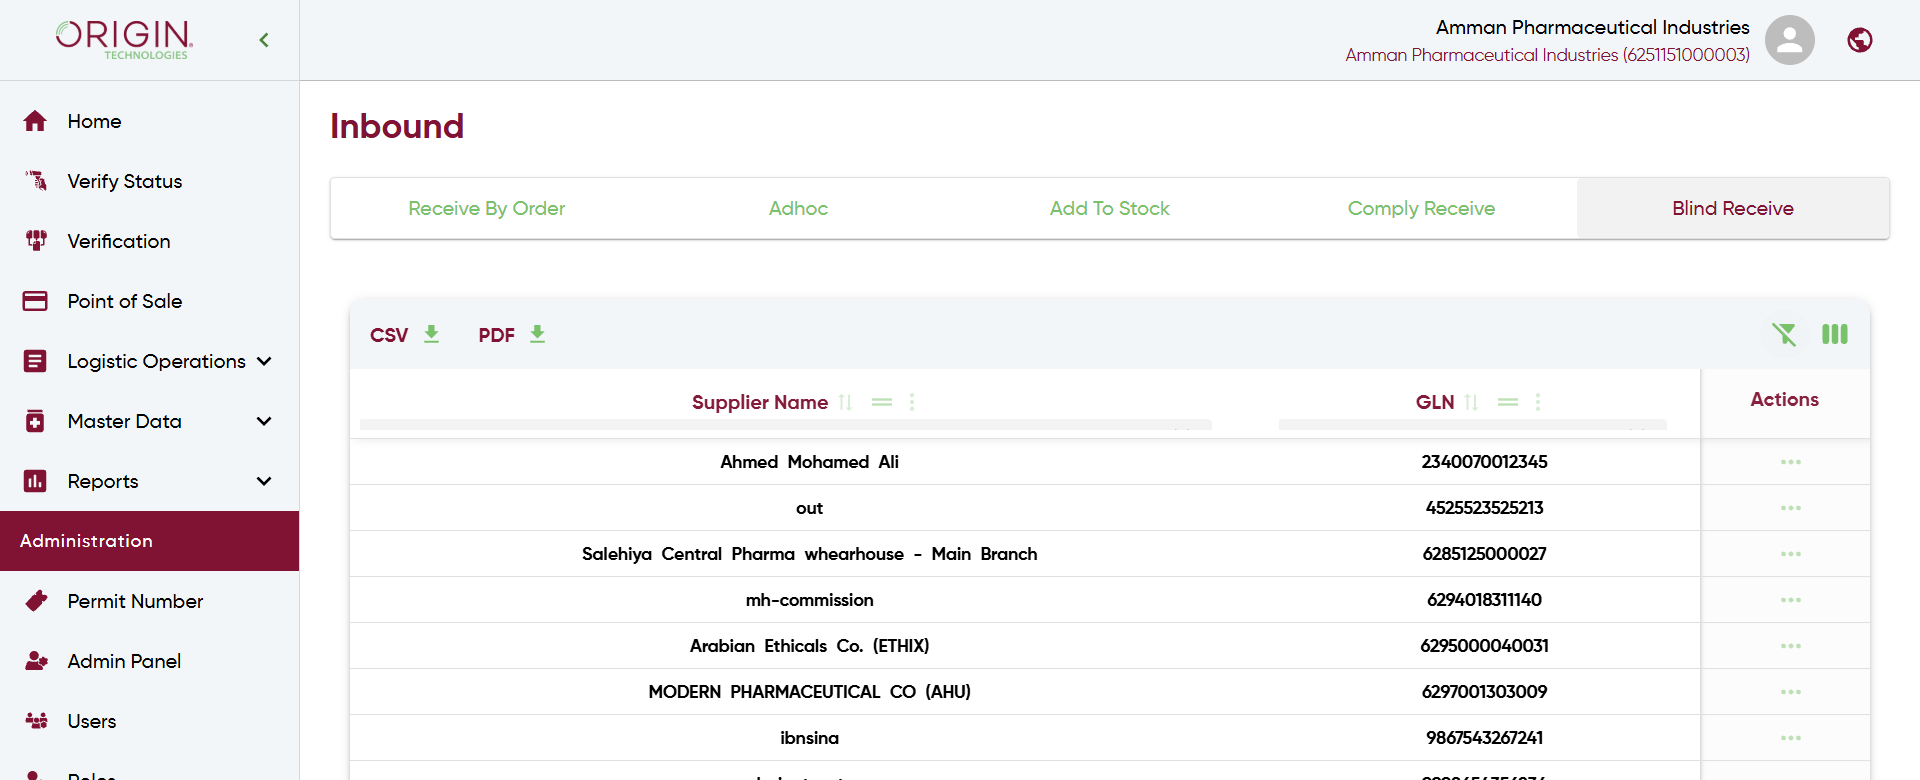 ORIGIN
TECHNOLOGIES
Amman Pharmaceutical Industries
Amman Pharmaceutical Industries (6251151000003)
Home
Verify Status
Verification
Point of Sale
Logistic Operations
Master Data
Reports
Administration
Permit Number
Admin Panel
Users
Inbound
Receive By Order Adhoc Add To Stock Comply Receive Blind Receive
CSV PDF
Supplier Name GLN Actions
Ahmed Mohamed Ali 2340070012345
out 4525523525213
Salehiya Central Pharma whearhouse - Main Branch 6285125000027
mh-commission 6294018311140
Arabian Ethicals Co. (ETHIX) 6295000040031
MODERN PHARMACEUTICAL CO (AHU) 6297001303009
ibnsina 9867543267241